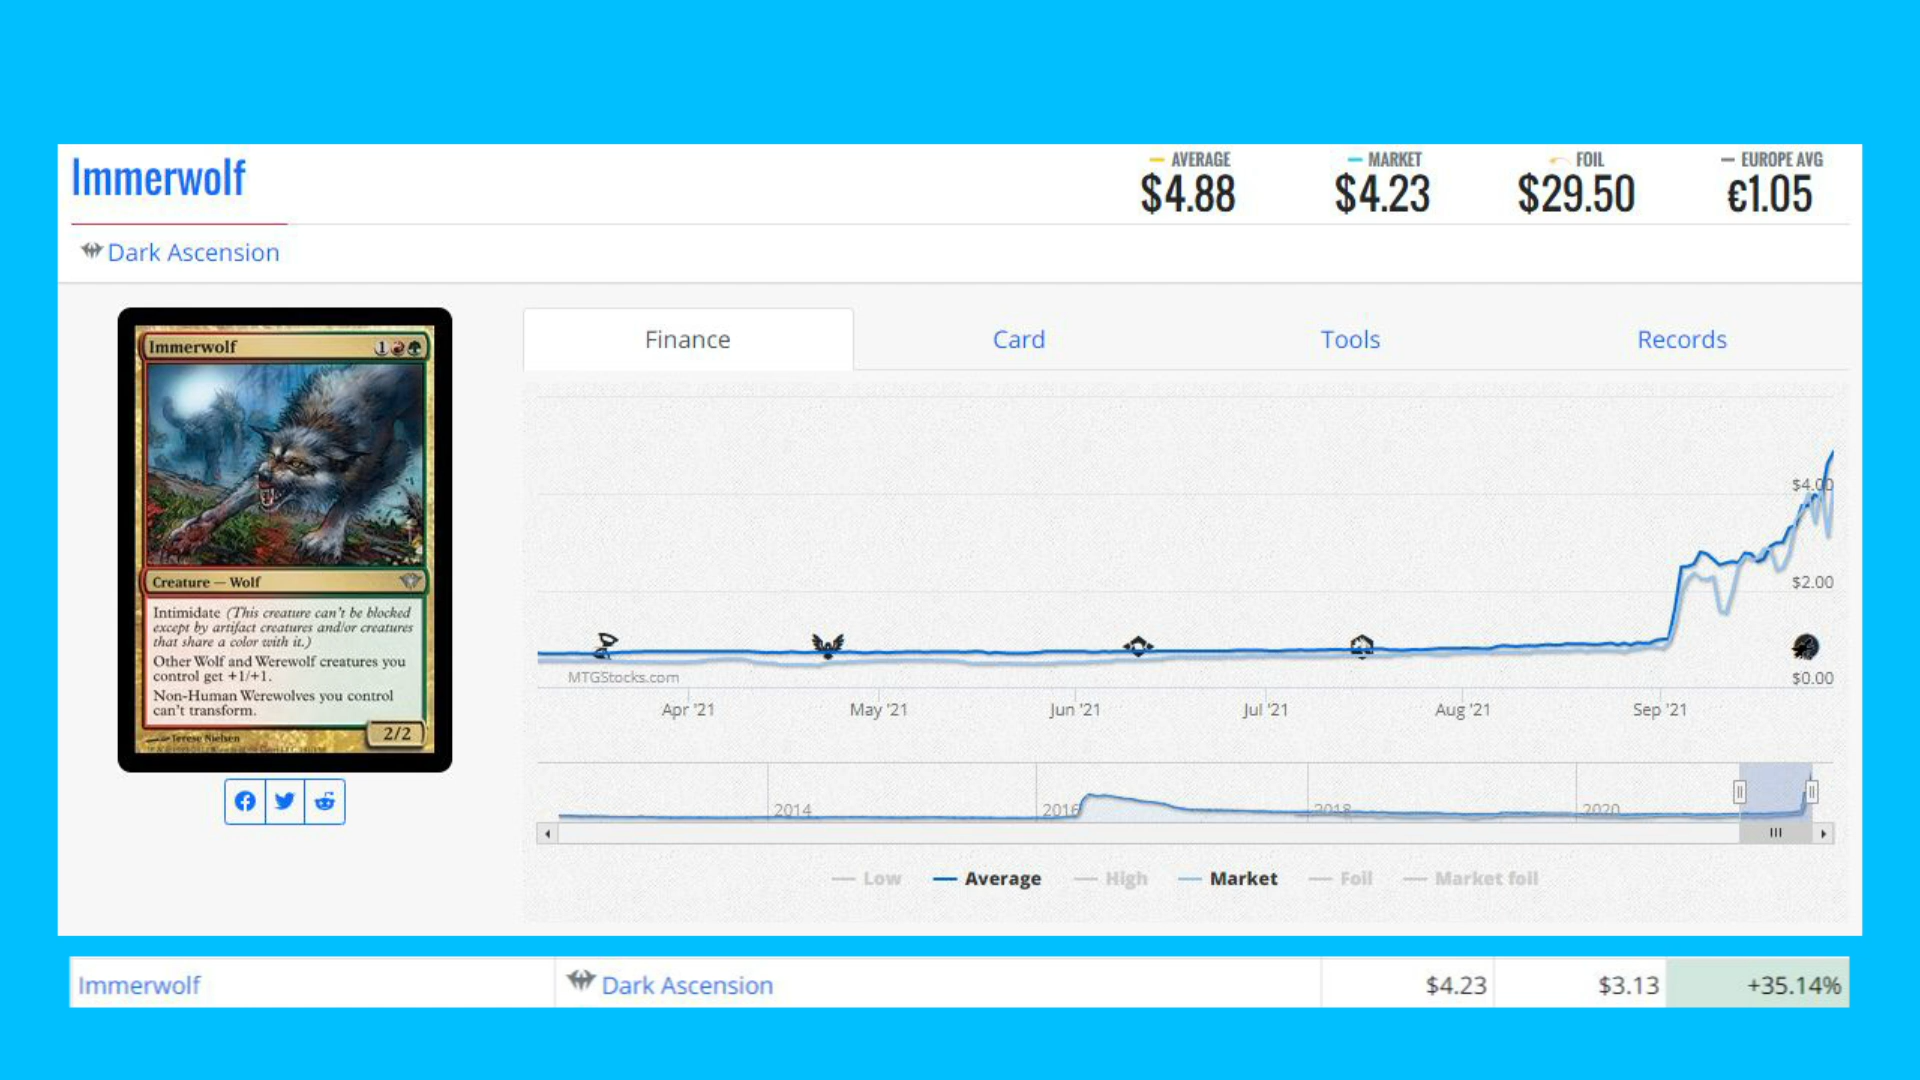 Immerwolf
AVERAGE
$4.88
MARKET
$4.23
FOIL
$29.50
EUROPE AVG
€1.05
Dark Ascension
Immerwolf 1
Creature — Wolf
Intimidate (This creature can't be blocked
except by artifact creatures and/or creatures
that share a color with it.)
Other Wolf and Werewolf creatures you
control get +1/+1.
Non-Human Werewolves you control
can't transform.
Terese Nielsen
2/2
Finance Card Tools Records
$4.00
$2.00
$0.00
MTGStocks.com
Apr '21 May '21 Jun '21 Jul '21 Aug '21 Sep '21
2014 2016 2018 2020
Low Average High Market Foil Market foil
Immerwolf Dark Ascension $4.23 $3.13 +35.14%